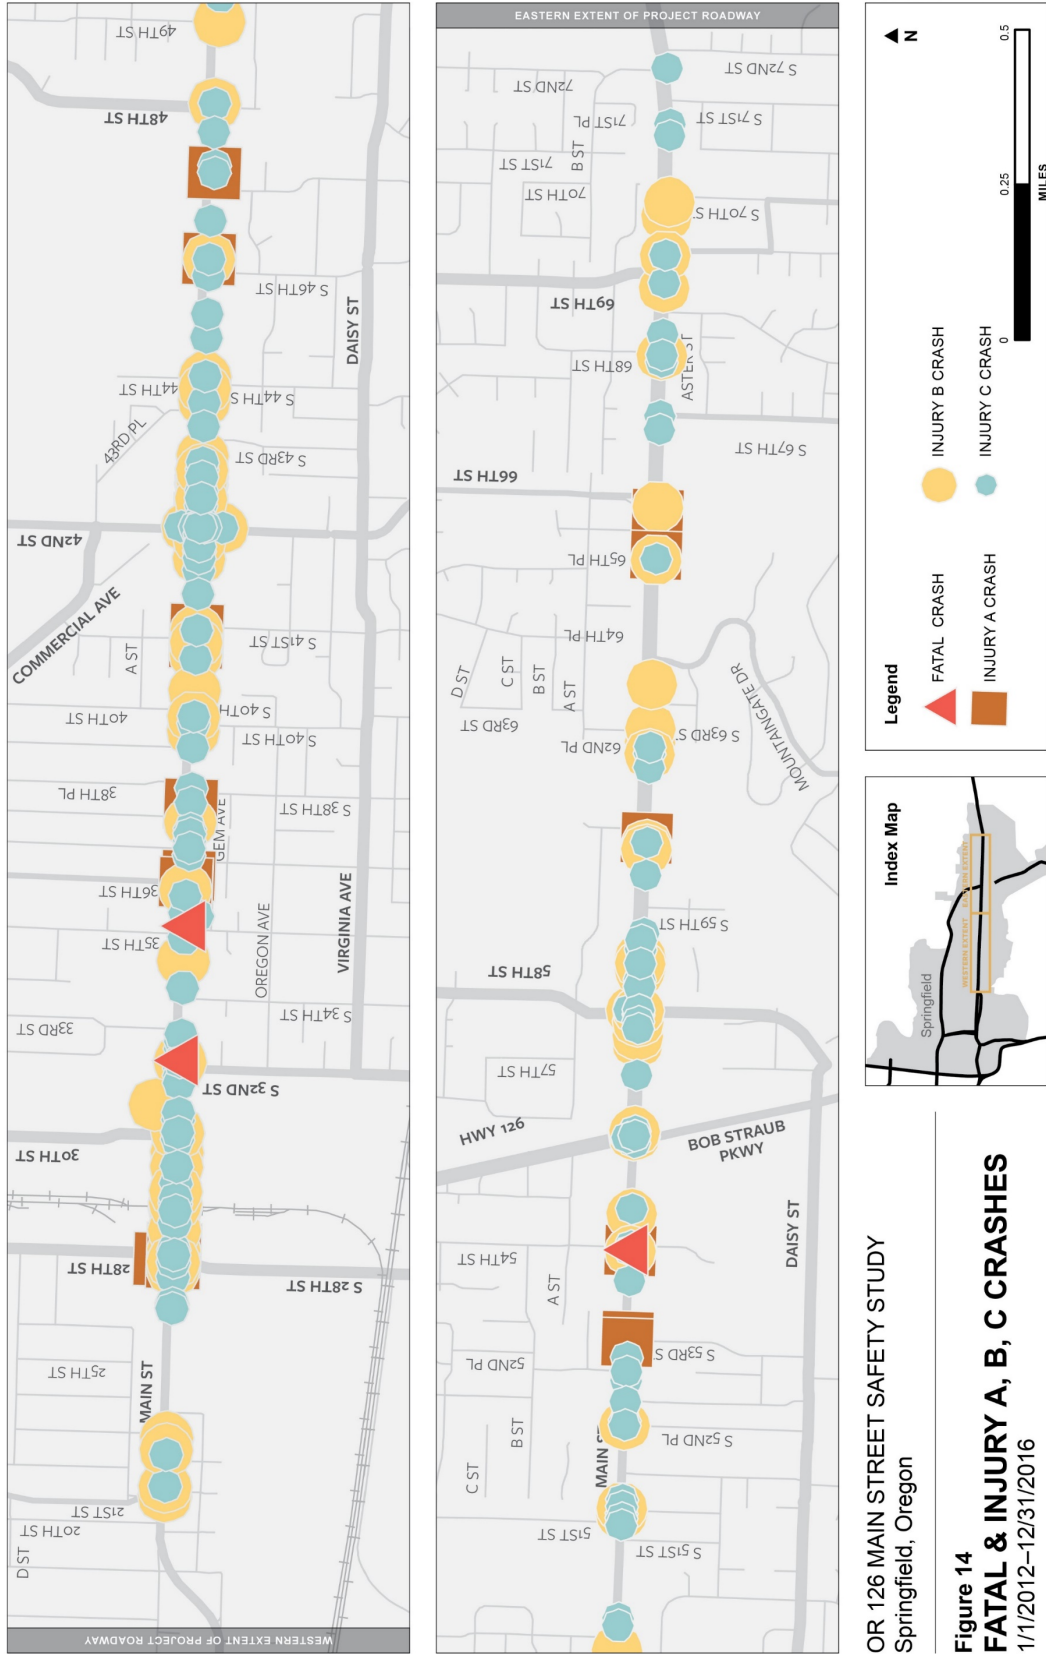 WESTERN EXTENT OF PROJECT ROADWAY
D ST
20TH ST
21ST ST
25TH ST
MAIN ST
28TH ST
S 28TH ST
30TH ST
S 32ND ST
33RD ST
S 34TH ST
35TH ST
OREGON AVE
VIRGINIA AVE
36TH ST
GEM AVE
38TH PL
S 38TH ST
40TH ST
S 40TH ST
S 40TH
A ST
S 41ST ST
COMMERCIAL AVE
42ND ST
43RD PL
S 43RD ST
44TH ST
S 44TH S
DAISY ST
S 46TH ST
48TH ST
49TH ST
EASTERN EXTENT OF PROJECT ROADWAY
51ST ST
S 51ST ST
C ST
B ST
MAIN S
S 52ND PL
52ND PL
S 53RD S
A ST
54TH ST
DAISY ST
HWY 126
BOB STRAUB
PKWY
57TH ST
58TH ST
S 59TH ST
MOUNTAINGATE DR
62ND PL
63RD ST
S 63RD S
D ST
C ST
B ST
A ST
64TH PL
65TH PL
66TH ST
S 67TH ST
68TH ST
ASTER ST
69TH ST
S 70TH S
70TH ST
71ST ST
B ST
71ST PL
S 71ST ST
72ND ST
S 72ND ST
OR 126 MAIN STREET SAFETY STUDY
Springfield, Oregon
Figure 14
FATAL & INJURY A, B, C CRASHES
1/1/2012–12/31/2016
Index Map
Springfield
WESTERN EXTENT
EASTERN EXTENT
Legend
FATAL CRASH
INJURY A CRASH
INJURY B CRASH
INJURY C CRASH
N
0
0.25
0.5
MILES